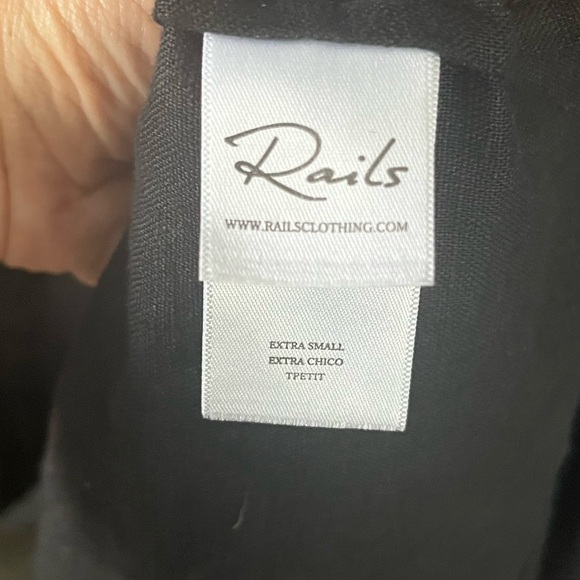 Rails
WWW.RAILSCLOTHING.COM
EXTRA SMALL
EXTRA CHICO
TPETIT